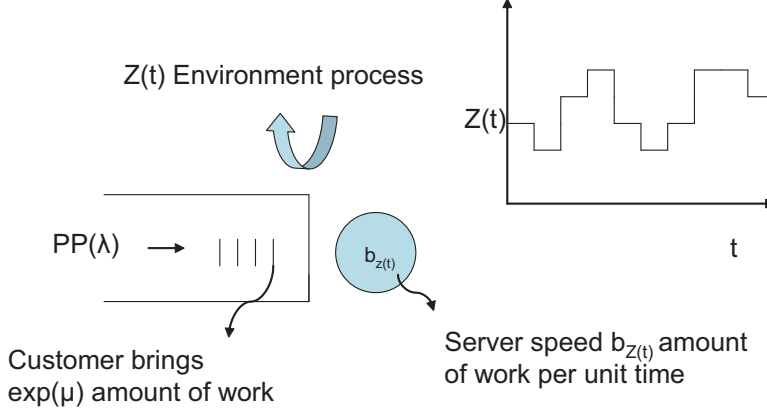 Z(t) Environment process
Z(t)
t
PP(λ)
b_{z(t)}
Server speed b_{Z(t)} amount
of work per unit time
Customer brings
exp(μ) amount of work